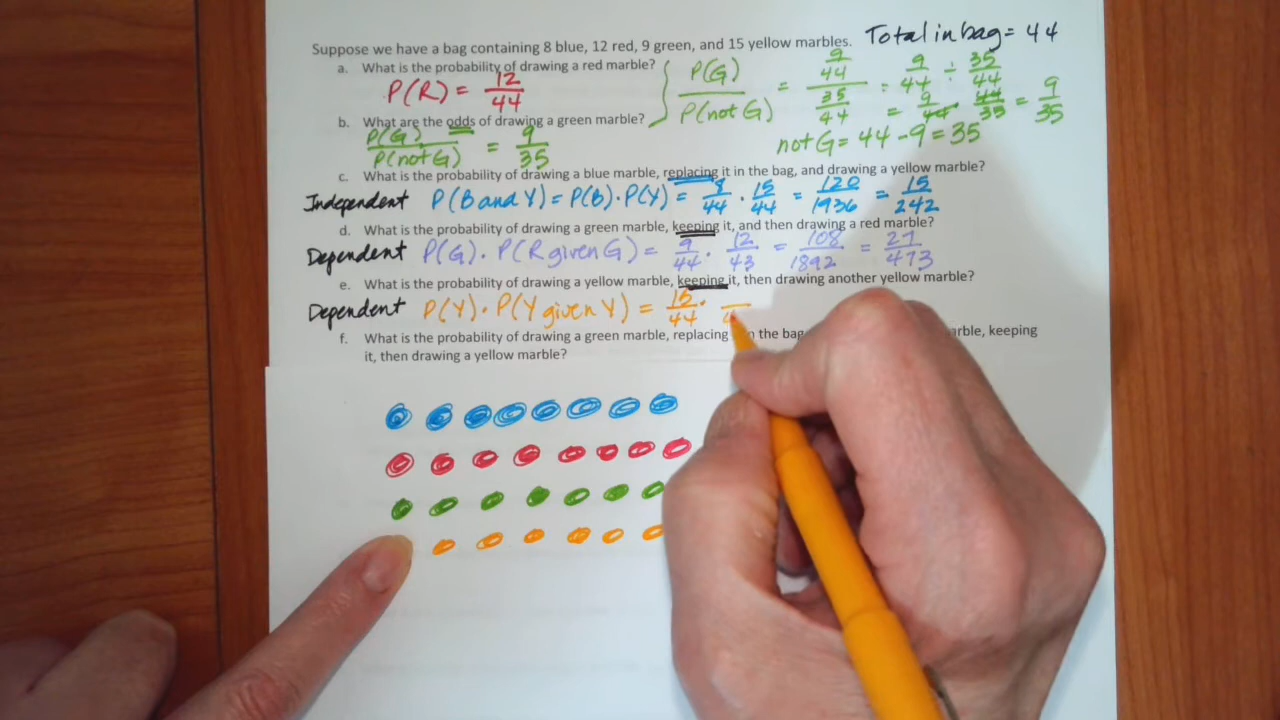 Suppose we have a bag containing 8 blue, 12 red, 9 green, and 15 yellow marbles. Total in bag = 44
a. What is the probability of drawing a red marble?
P(R) = 12/44
P(G)/P(not G) = 9/44 / 35/44 = 9/44 ÷ 35/44
= 9/44 · 44/35 = 9/35
b. What are the odds of drawing a green marble?
P(G)/P(not G) = 9/35
not G = 44 - 9 = 35
c. What is the probability of drawing a blue marble, replacing it in the bag, and drawing a yellow marble?
Independent P(B and Y) = P(B) · P(Y) = 8/44 · 15/44 = 120/1936 = 15/242
d. What is the probability of drawing a green marble, keeping it, and then drawing a red marble?
Dependent P(G) · P(R given G) = 9/44 · 12/43 = 108/1892 = 27/473
e. What is the probability of drawing a yellow marble, keeping it, then drawing another yellow marble?
Dependent P(Y) · P(Y given Y) = 15/44 ·
f. What is the probability of drawing a green marble, replacing the bag keeping
it, then drawing a yellow marble?